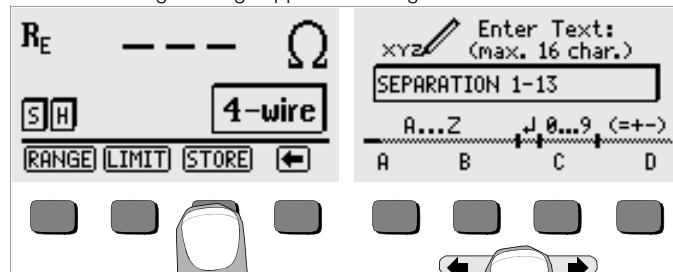 R_E – – – Ω
S H 4-wire
RANGE LIMIT STORE
XYZ Enter Text:
(max. 16 char.)
SEPARATION 1-13
A...Z ↲ 0...9 (=+-)
A B C D